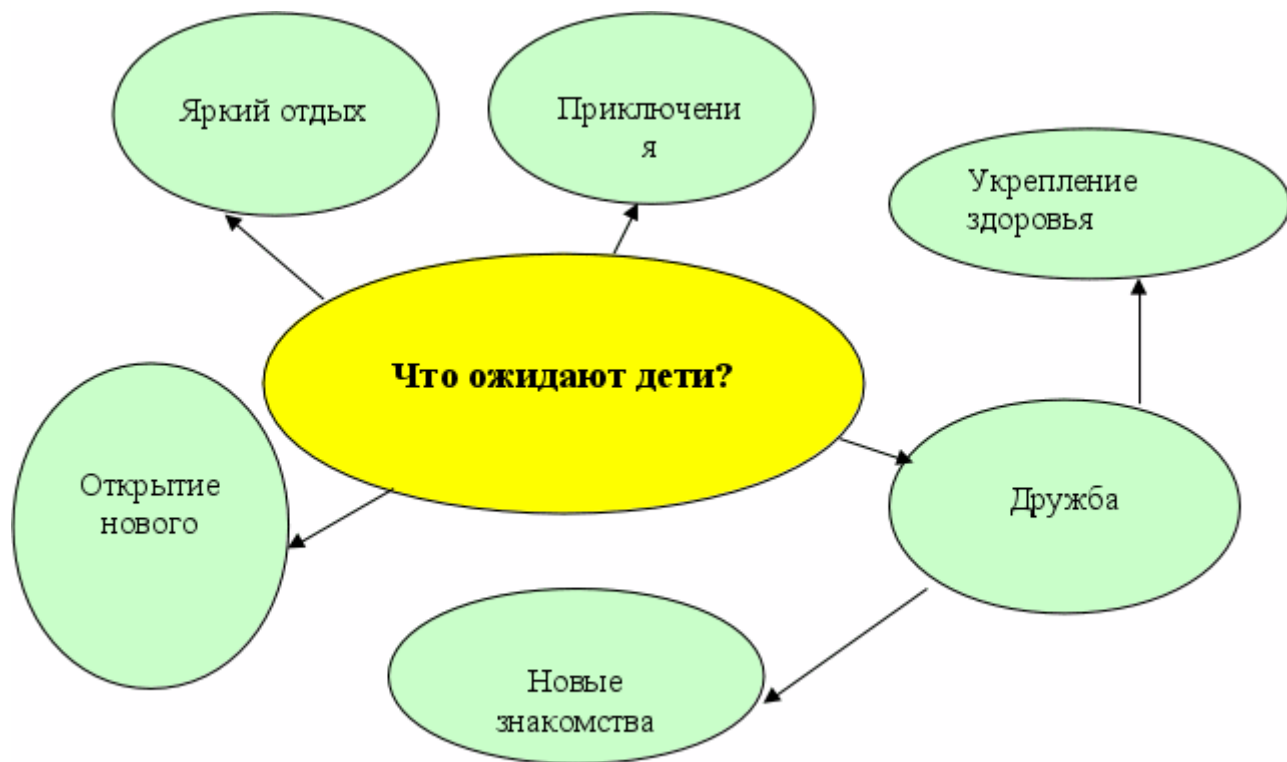 Яркий отдых
Приключени
я
Укрепление
здоровья
Что ожидают дети?
Открытие
нового
Дружба
Новые
знакомства